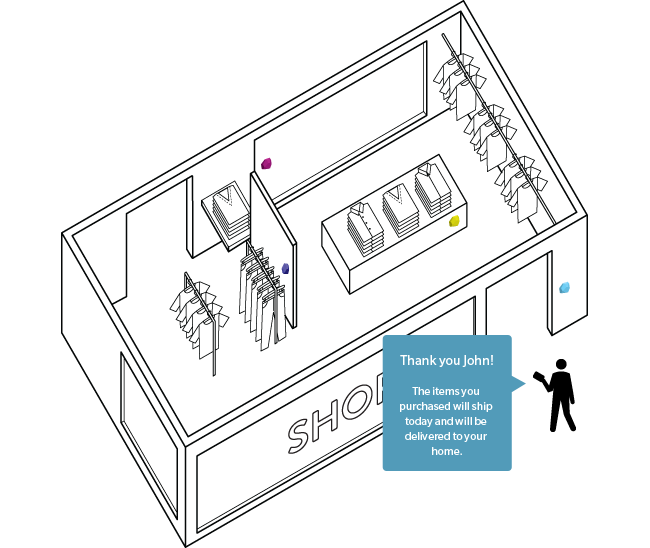 SHOP
Thank you John!
The items you
purchased will ship
today and will be
delivered to your
home.